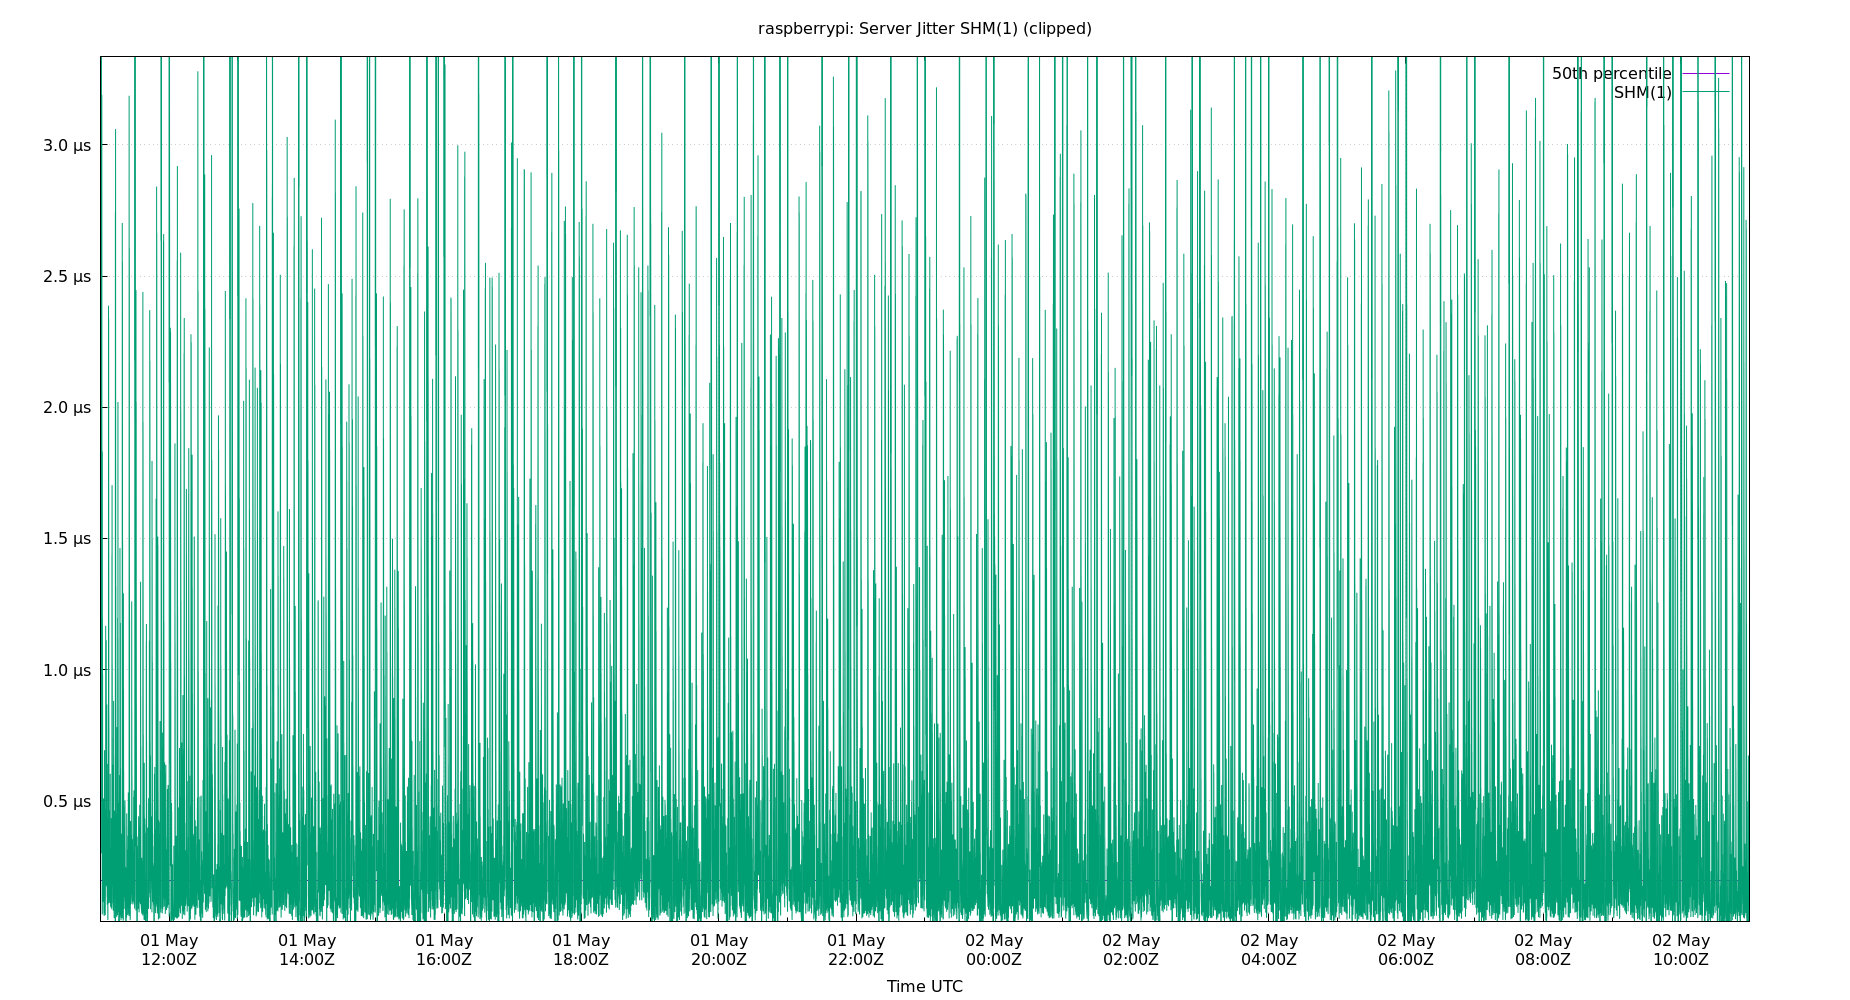 raspberrypi: Server Jitter SHM(1) (clipped)
50th percentile
SHM(1)
3.0 µs
2.5 µs
2.0 µs
1.5 µs
1.0 µs
0.5 µs
01 May 01 May 01 May 01 May 01 May 01 May 02 May 02 May 02 May 02 May 02 May 02 May
12:00Z 14:00Z 16:00Z 18:00Z 20:00Z 22:00Z 00:00Z 02:00Z 04:00Z 06:00Z 08:00Z 10:00Z
Time UTC